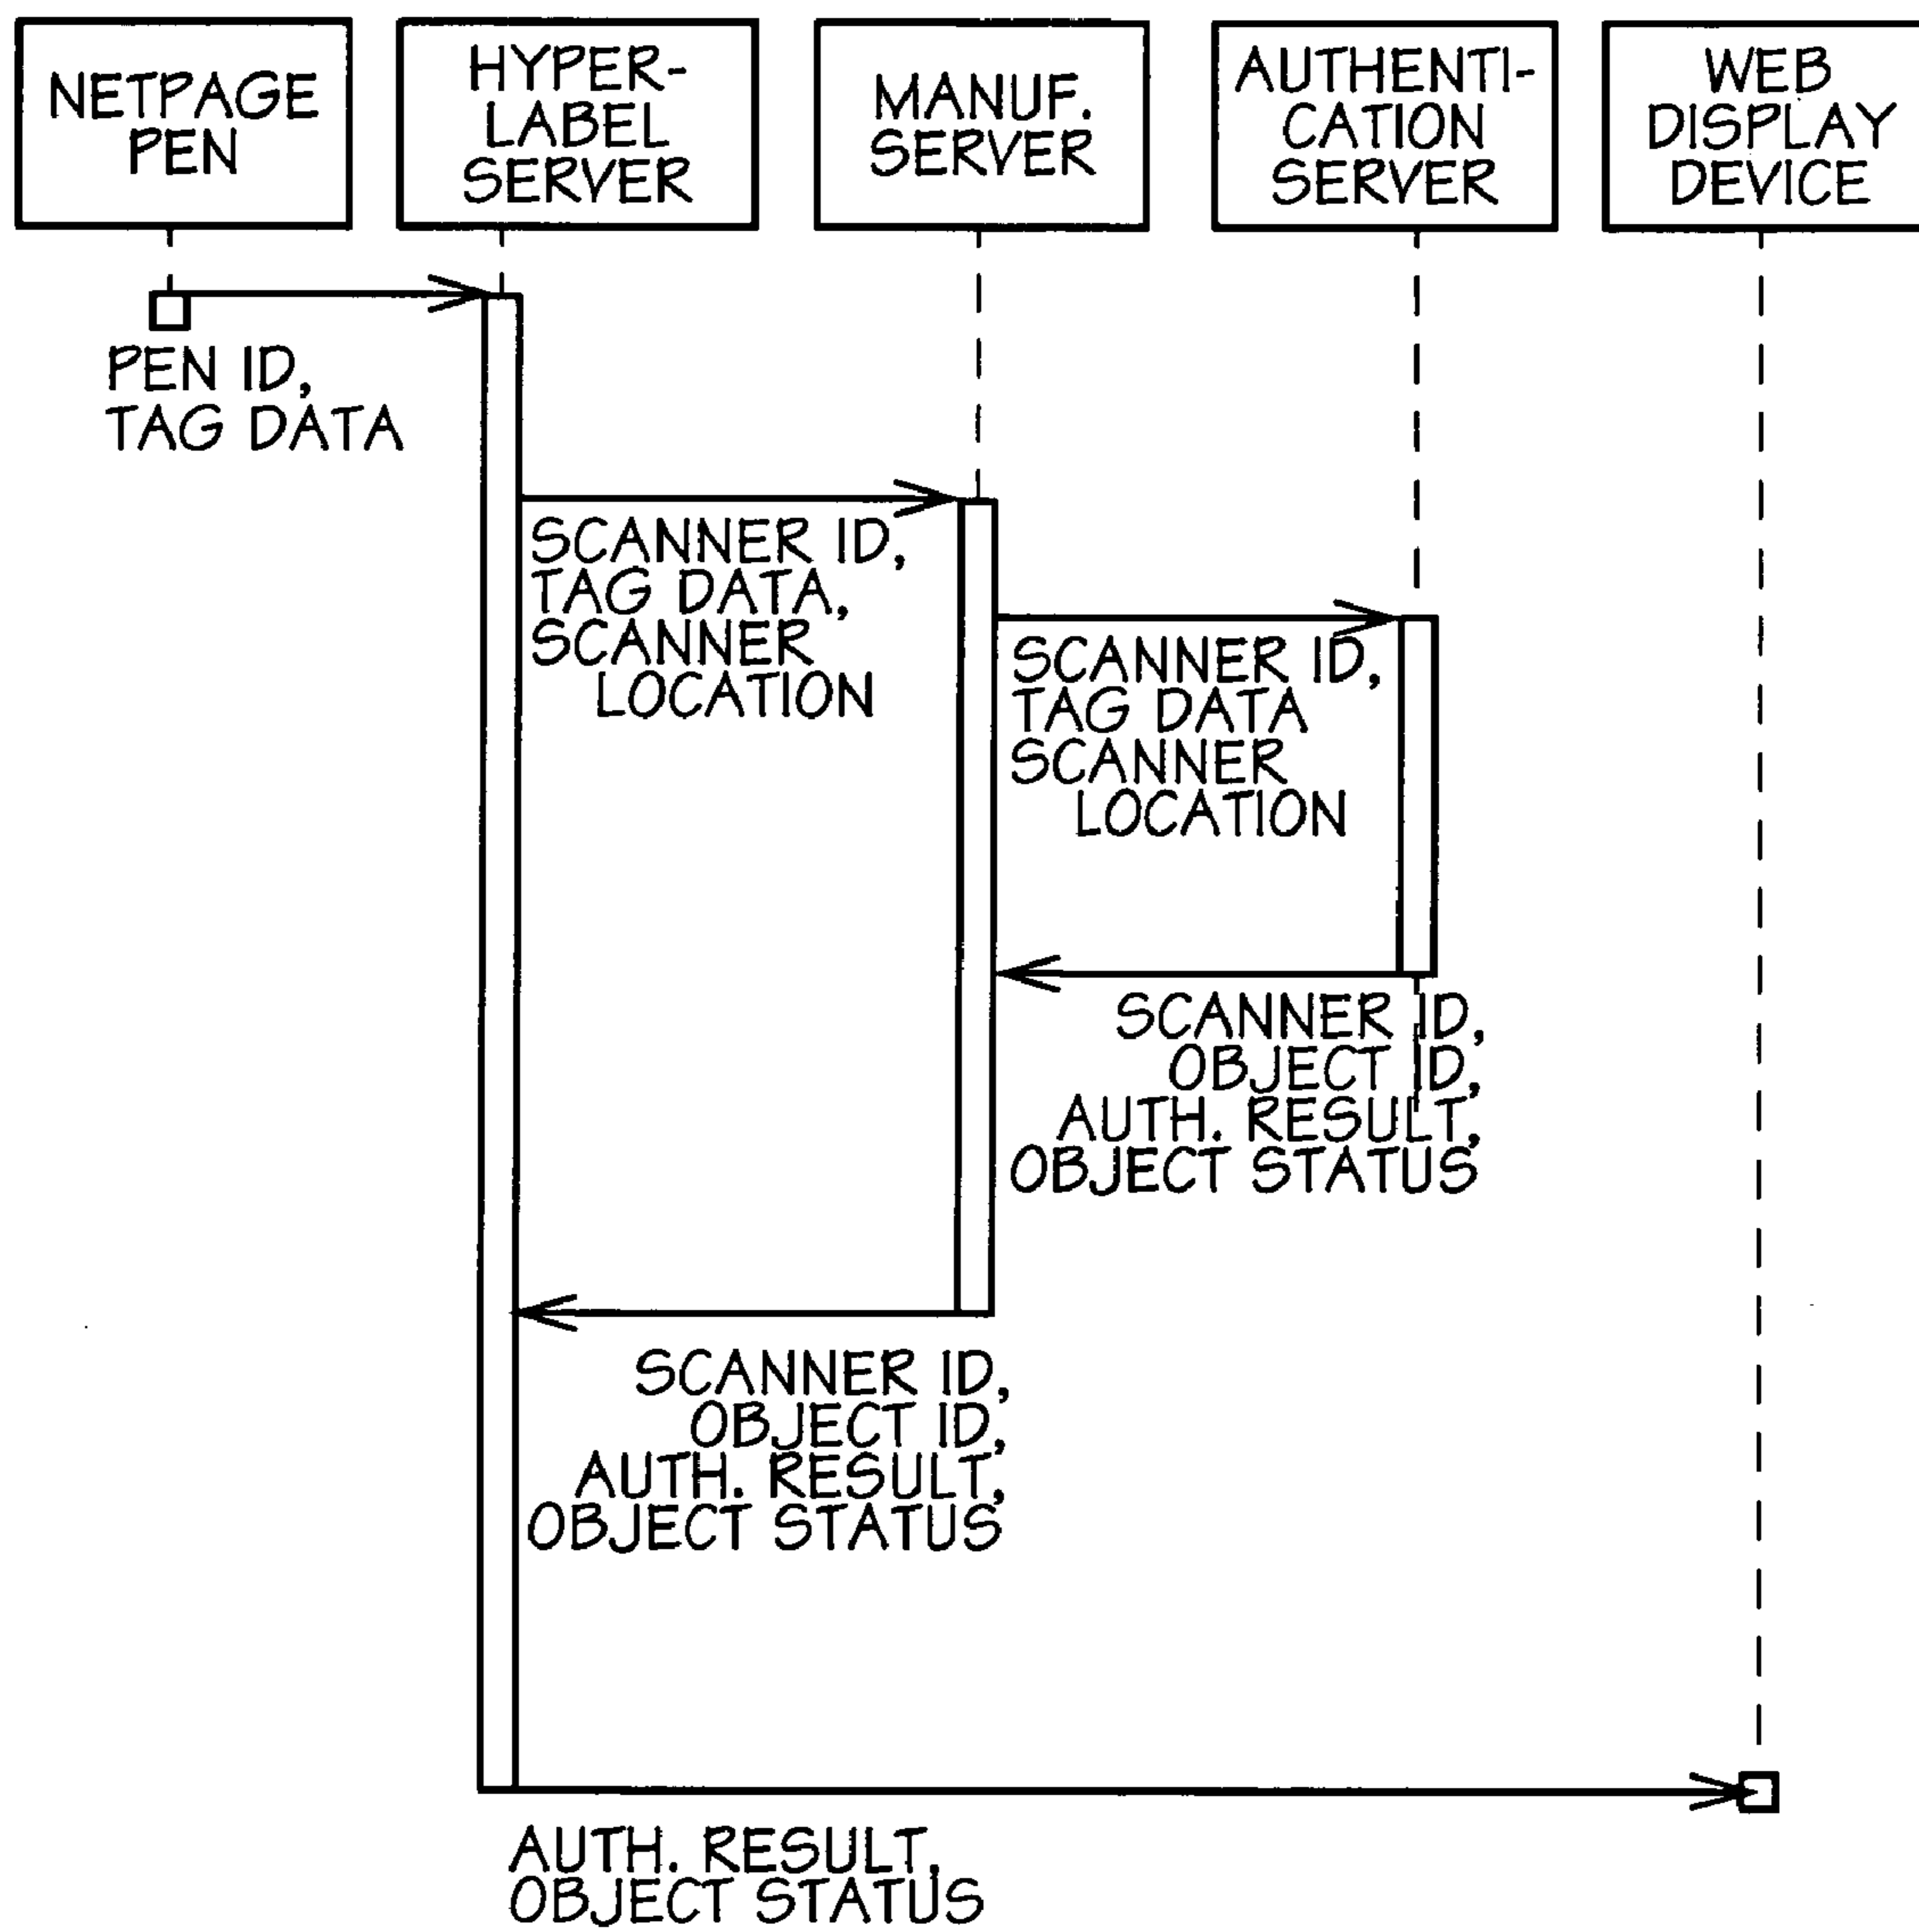 NETPAGE
PEN
HYPER-
LABEL
SERVER
MANUF.
SERVER
AUTHENTI-
CATION
SERVER
WEB
DISPLAY
DEVICE
PEN ID,
TAG DATA
SCANNER ID,
TAG DATA,
SCANNER
LOCATION
SCANNER ID,
TAG DATA
SCANNER
LOCATION
SCANNER ID,
OBJECT ID,
AUTH. RESULT,
OBJECT STATUS
SCANNER ID,
OBJECT ID,
AUTH. RESULT,
OBJECT STATUS
AUTH. RESULT,
OBJECT STATUS